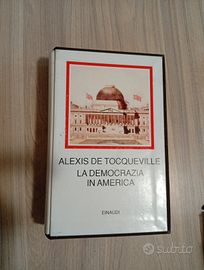 ALEXIS DE TOCQUEVILLE
LA DEMOCRAZIA
IN AMERICA
EINAUDI
subito